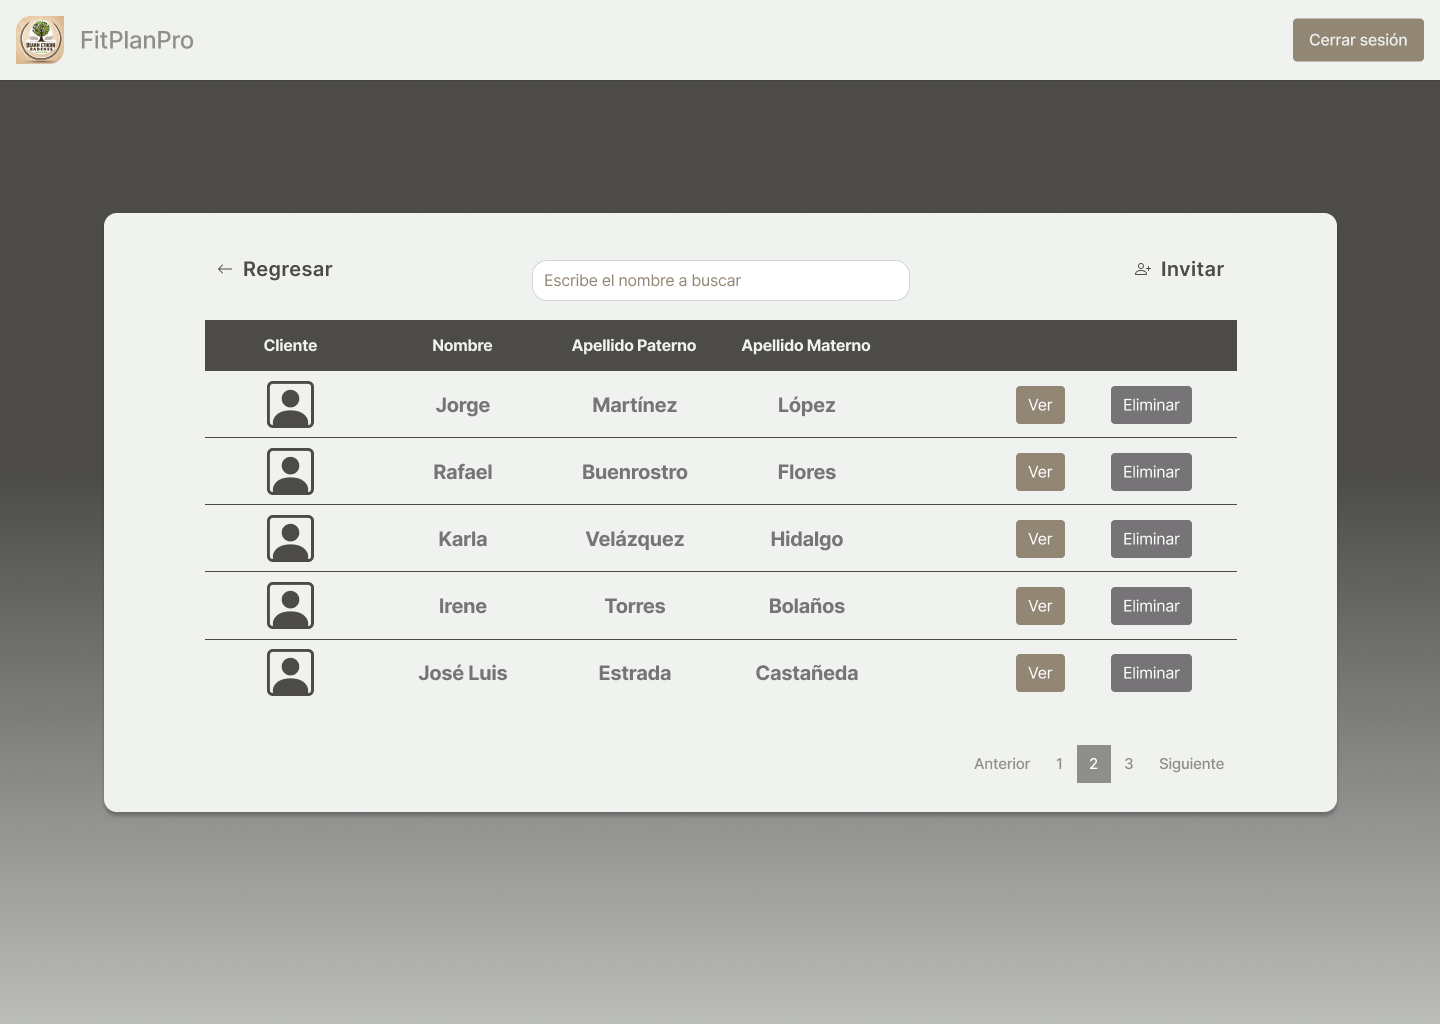 FitPlanPro
Cerrar sesión
Regresar
Escribe el nombre a buscar
Invitar
Cliente Nombre Apellido Paterno Apellido Materno
Jorge Martínez López Ver Eliminar
Rafael Buenrostro Flores Ver Eliminar
Karla Velázquez Hidalgo Ver Eliminar
Irene Torres Bolaños Ver Eliminar
José Luis Estrada Castañeda Ver Eliminar
Anterior 1 2 3 Siguiente